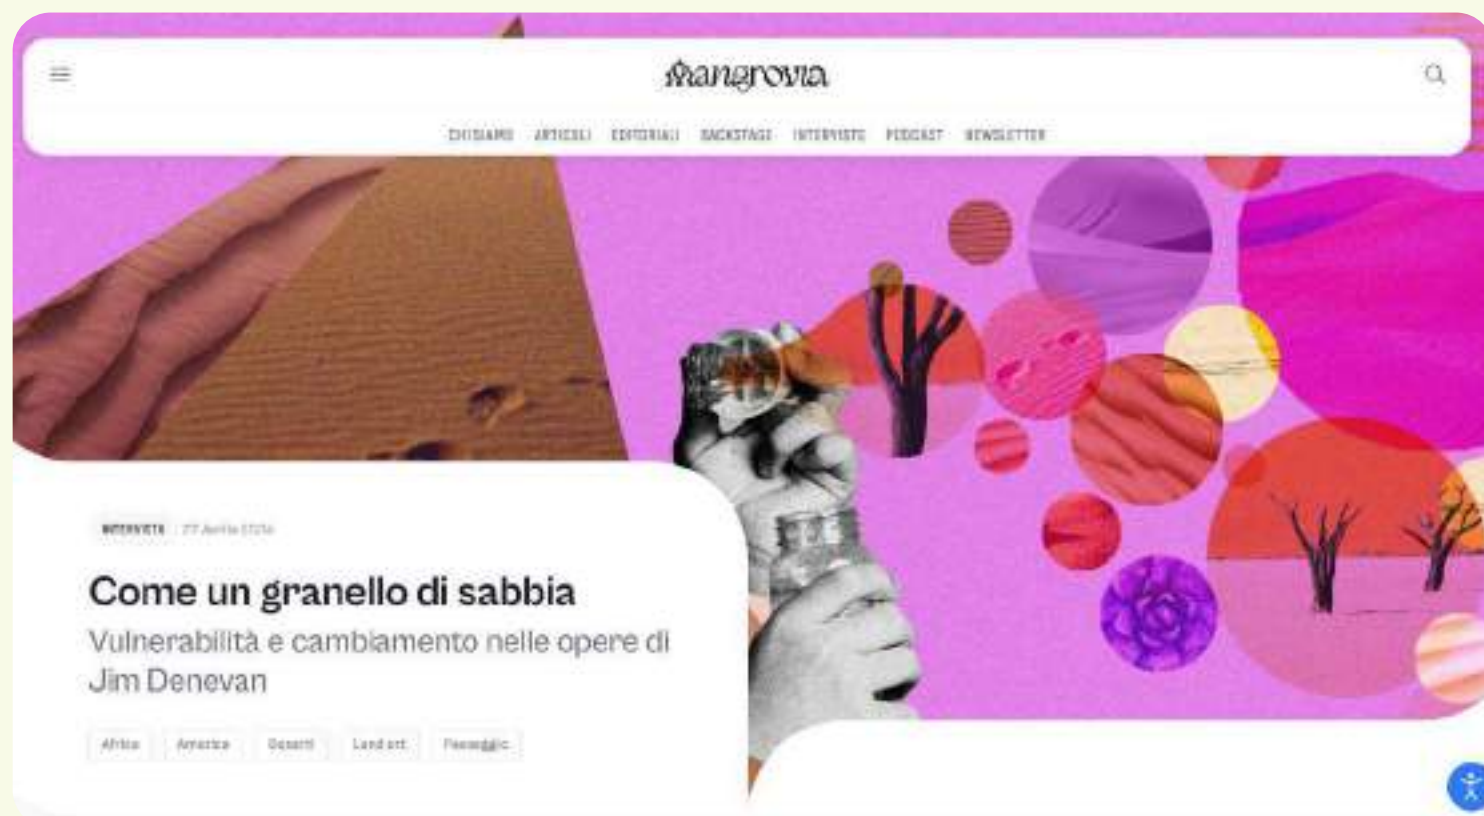 mangrovia
CHI SIAMO ARTICOLI EDITORIALI BACKSTAGE INTERVISTE PODCAST NEWSLETTER
INTERVISTA
Come un granello di sabbia
Vulnerabilità e cambiamento nelle opere di
Jim Denevan
Africa America Deserti Land art Paesaggio